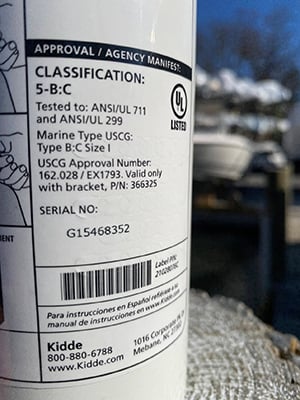 APPROVAL / AGENCY MANIFEST:
CLASSIFICATION:
5-B:C
Tested to: ANSI/UL 711
and ANSI/UL 299
Marine Type USCG:
Type B:C Size I
USCG Approval Number:
162.028 / EX1793. Valid only
with bracket, P/N: 366325
UL
LISTED
SERIAL NO:
G15468352
Label P/N:
Para instrucciones en Español refiérase a la
manual de instrucciones en www.Kidde.com
Kidde
800-880-6788
www.Kidde.com
1016 Corporate
Mebane, NC